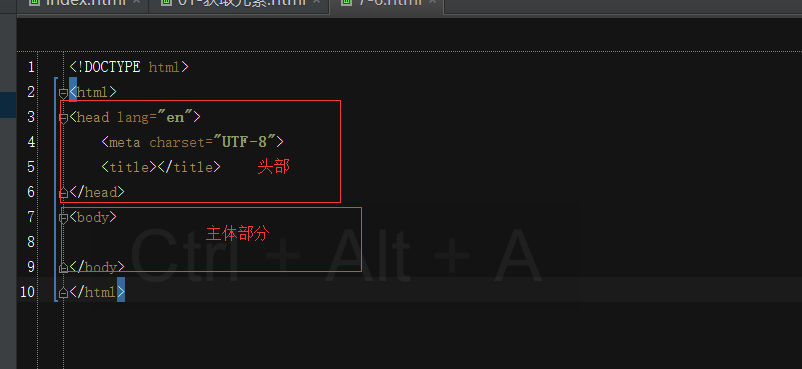 index.html
01-获取元素.html
7-6.html
1 <!DOCTYPE html>
2 <html>
3 <head lang="en">
4 <meta charset="UTF-8">
5 <title></title> 头部
6 </head>
7 <body>
主体部分
8
9 </body>
10 </html>
Ctrl + Alt + A